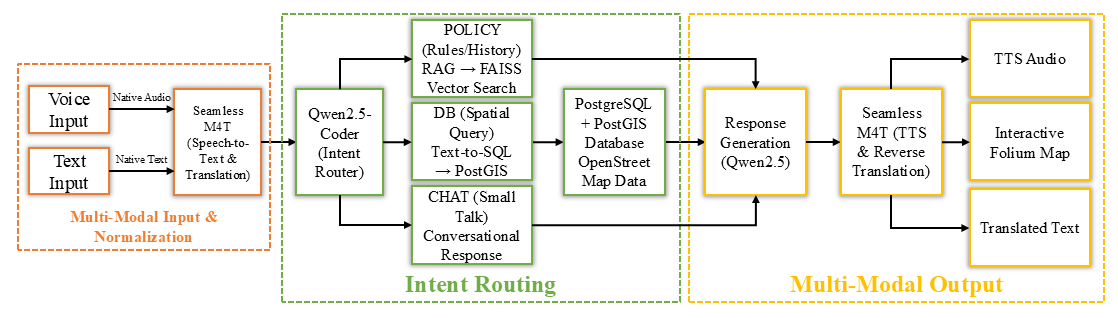 Voice
Input
Text
Input
Native Audio
Native Text
Seamless
M4T
(Speech-to-
Text &
Translation)
Multi-Modal Input &
Normalization
Qwen2.5-
Coder
(Intent
Router)
POLICY
(Rules/History)
RAG → FAISS
Vector Search
DB (Spatial
Query)
Text-to-SQL
→ PostGIS
CHAT (Small
Talk)
Conversational
Response
PostgreSQL
+ PostGIS
Database
OpenStreet
Map Data
Intent Routing
Response
Generation
(Qwen2.5)
Seamless
M4T (TTS
& Reverse
Translation)
TTS Audio
Interactive
Folium Map
Translated Text
Multi-Modal Output